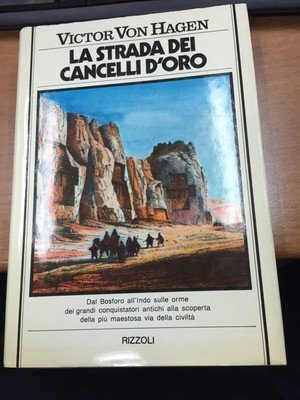 VICTOR VON HAGEN
LA STRADA DEI
CANCELLI D'ORO
Dal Bosforo all'Indo sulle orme
dei grandi conquistatori antichi alla scoperta
della più maestosa via della civiltà
RIZZOLI